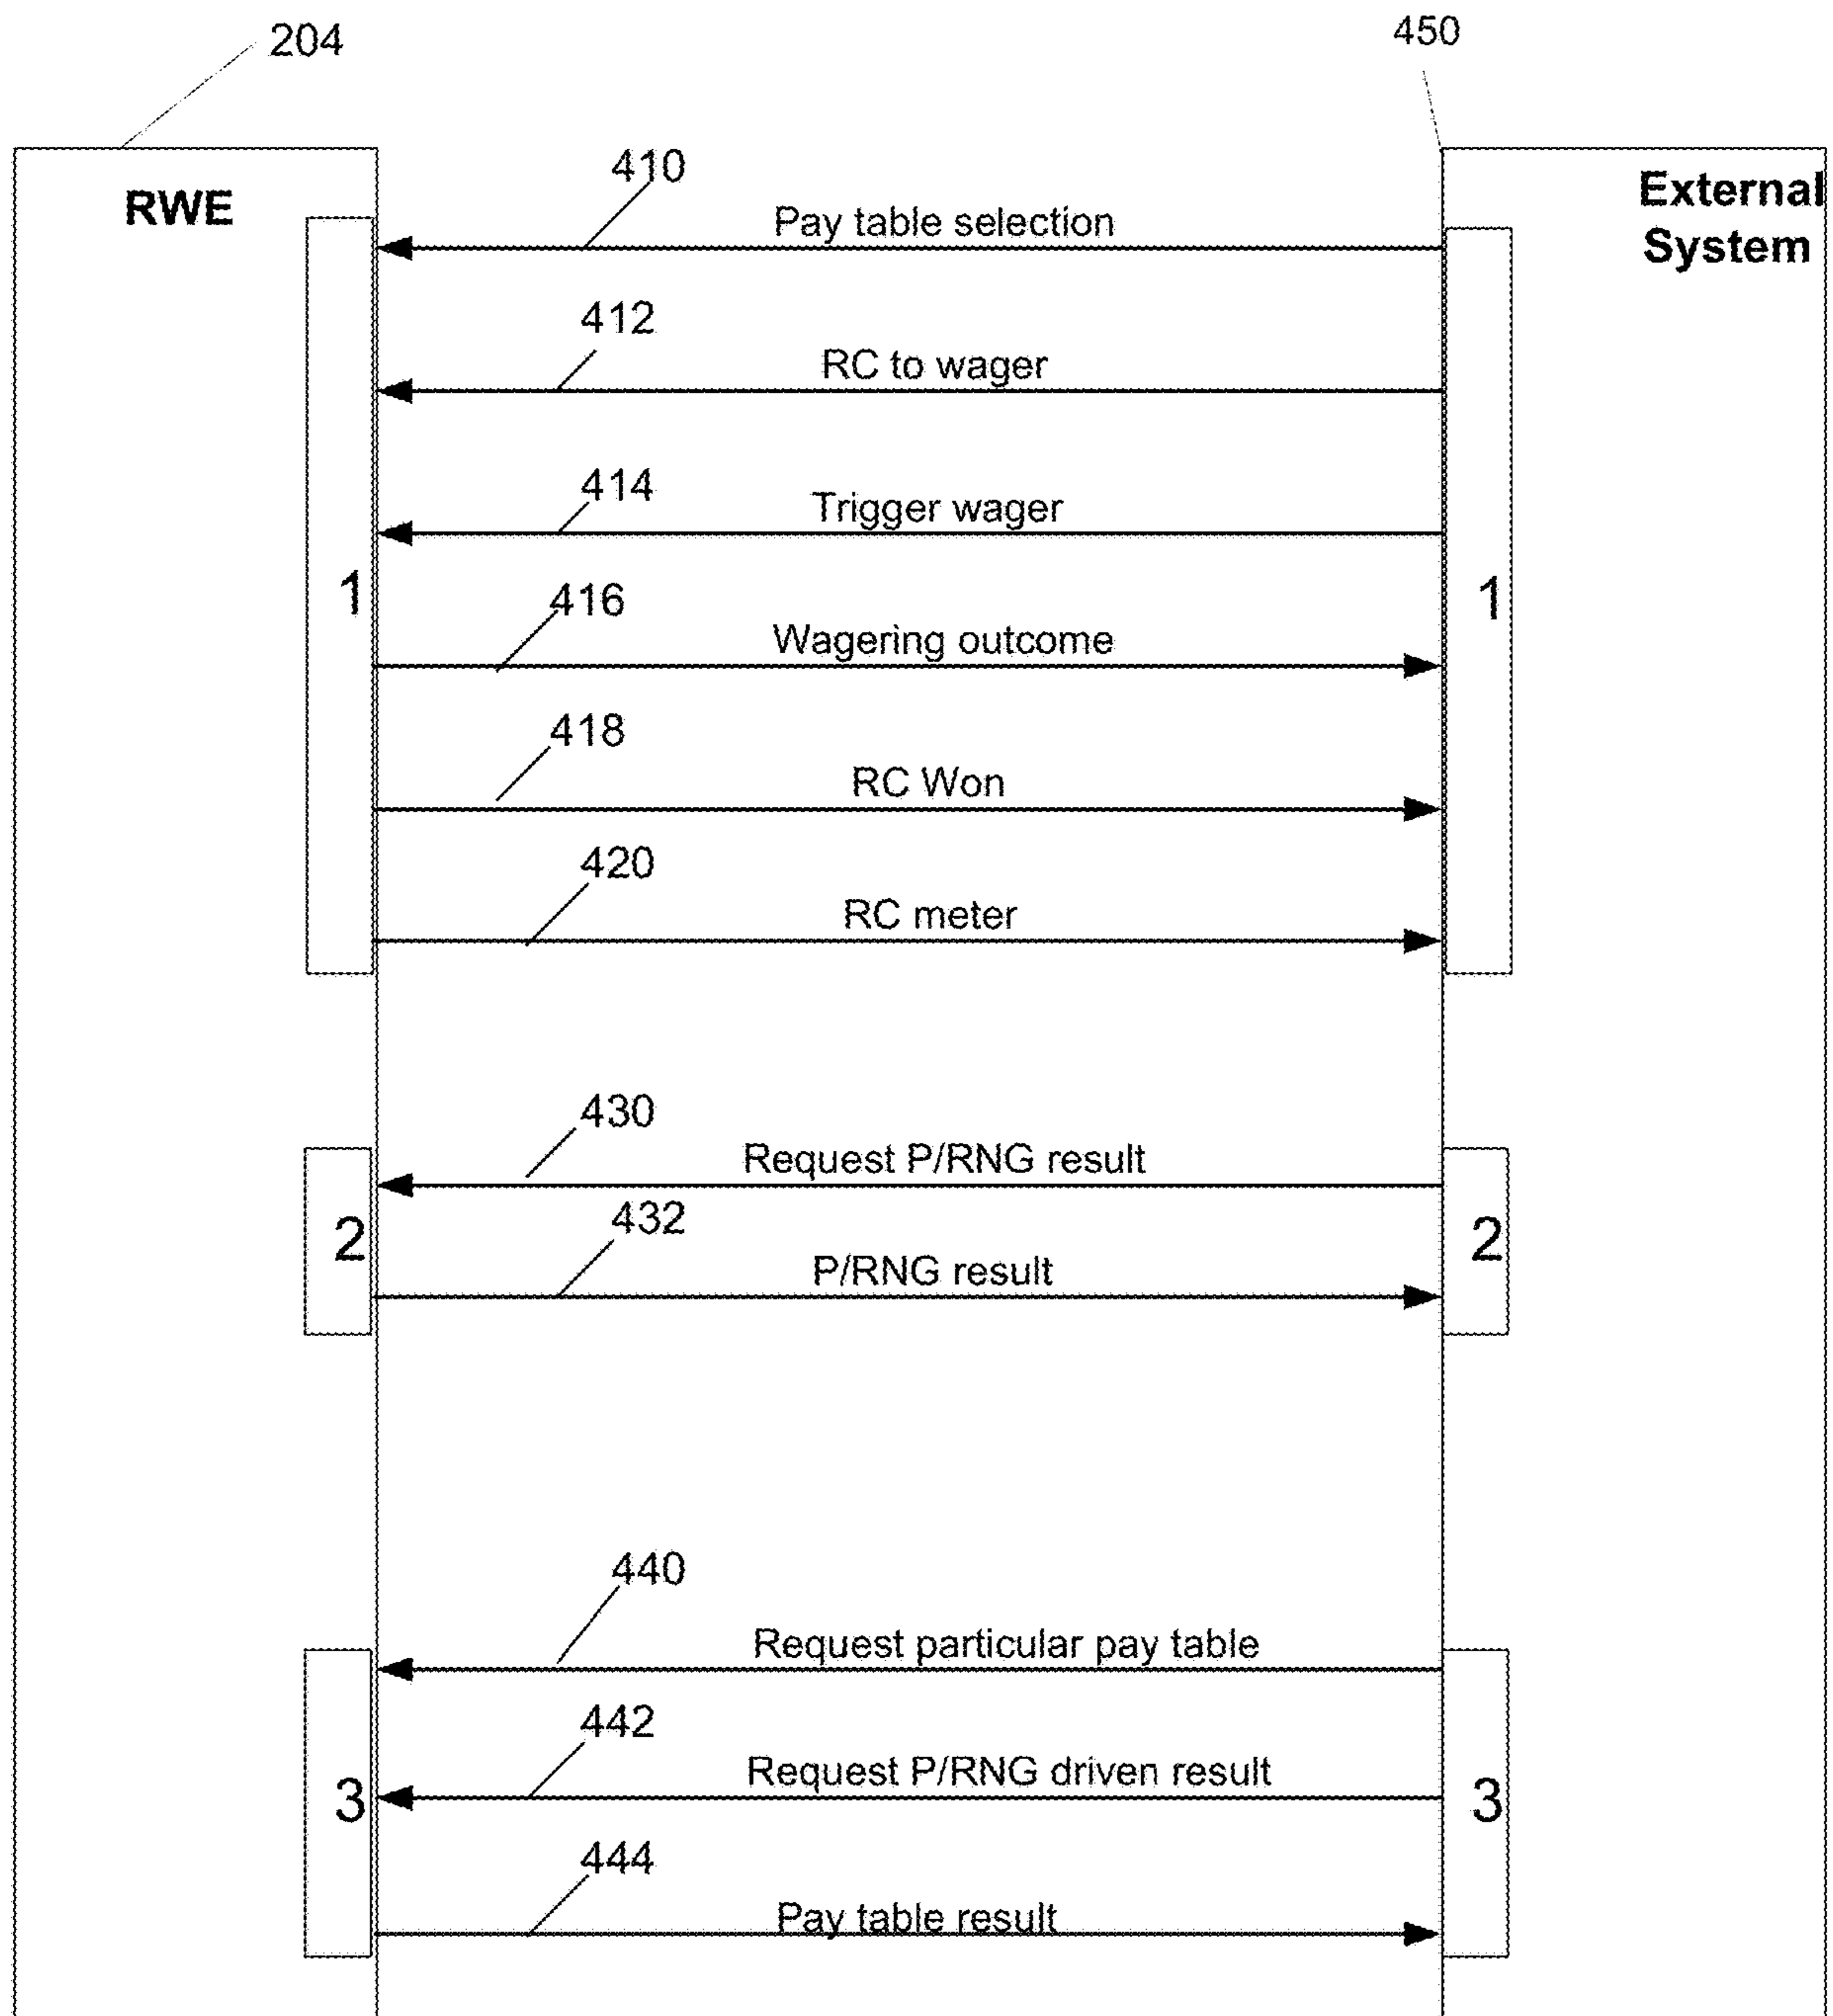 204
450
RWE
External
System
410
Pay table selection
412
RC to wager
414
Trigger wager
1
1
416
Wagering outcome
418
RC Won
420
RC meter
430
Request P/RNG result
2
2
432
P/RNG result
440
Request particular pay table
442
Request P/RNG driven result
3
3
444
Pay table result